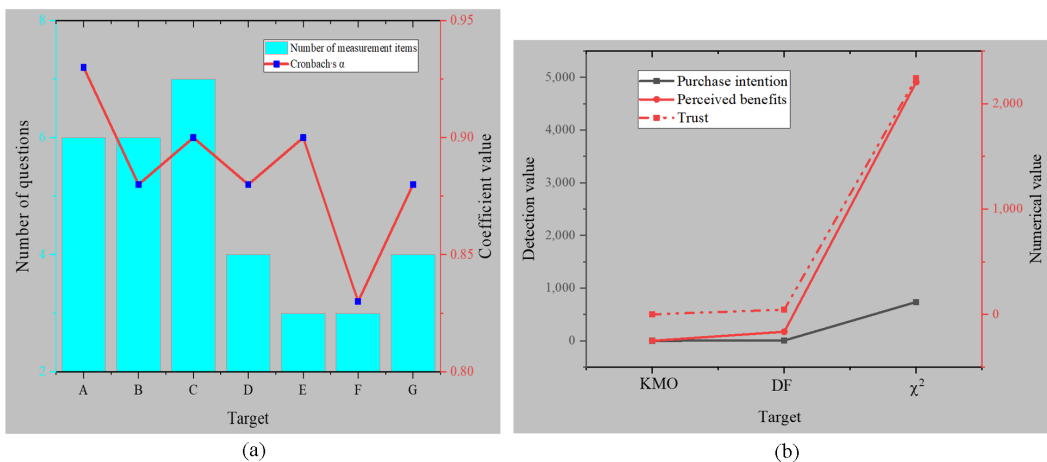 8
6
4
2
Number of questions
0.95
0.90
0.85
0.80
Coefficient value
Number of measurement items
Cronbach·s α
A B C D E F G
Target
(a)
5,000
4,000
3,000
2,000
1,000
0
Detection value
2,000
1,000
0
Numerical value
Purchase intention
Perceived benefits
Trust
KMO DF χ²
Target
(b)